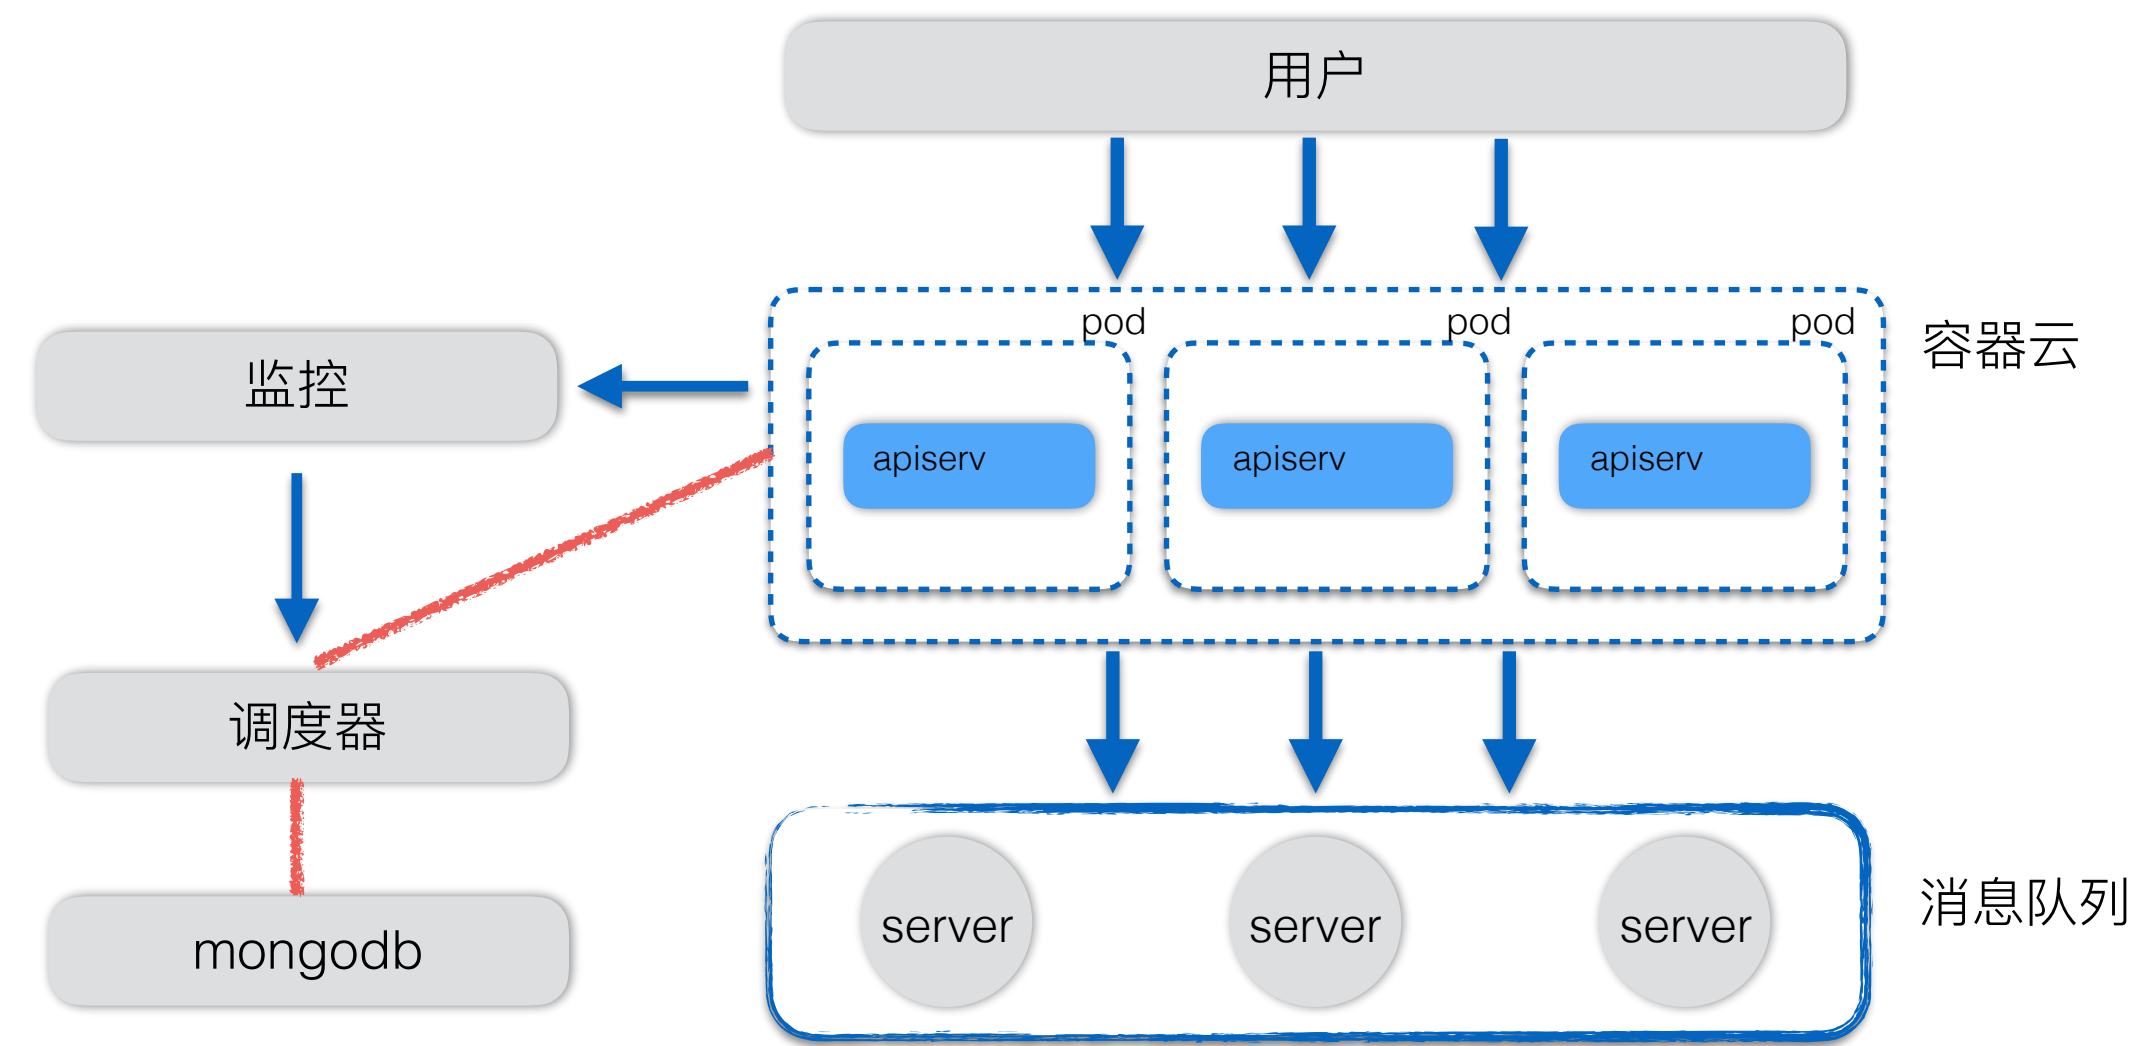 用户
pod
pod
pod
容器云
监控
apiserv
apiserv
apiserv
调度器
mongodb
server
server
server
消息队列